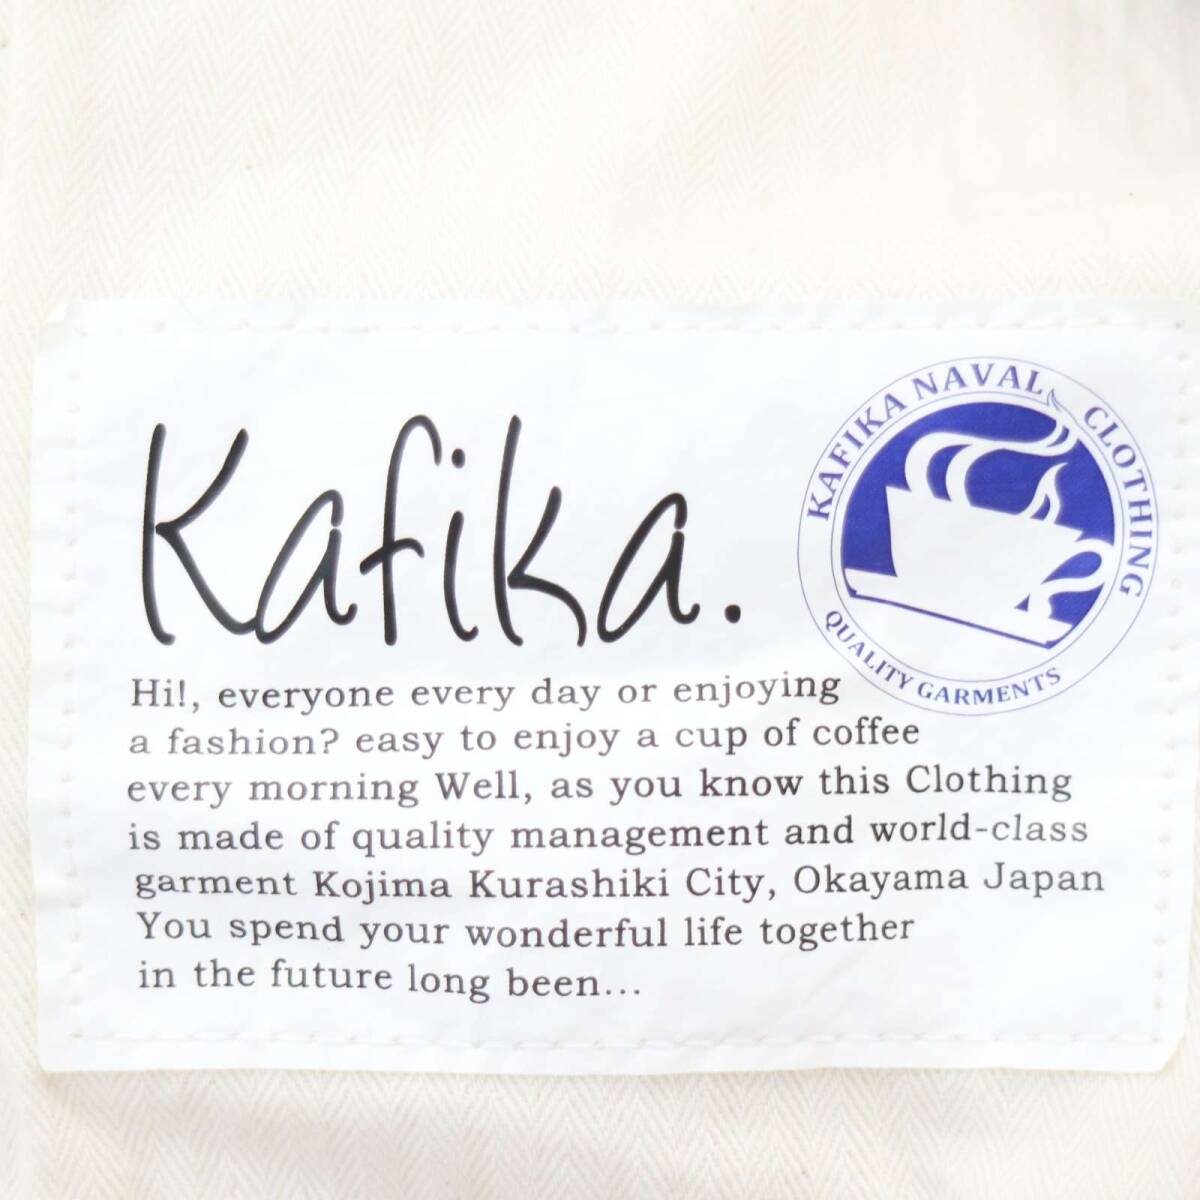 Kafika.
KAFIKA NAVAL CLOTHING
QUALITY GARMENTS
Hi!, everyone every day or enjoying
a fashion? easy to enjoy a cup of coffee
every morning Well, as you know this Clothing
is made of quality management and world-class
garment Kojima Kurashiki City, Okayama Japan
You spend your wonderful life together
in the future long been...